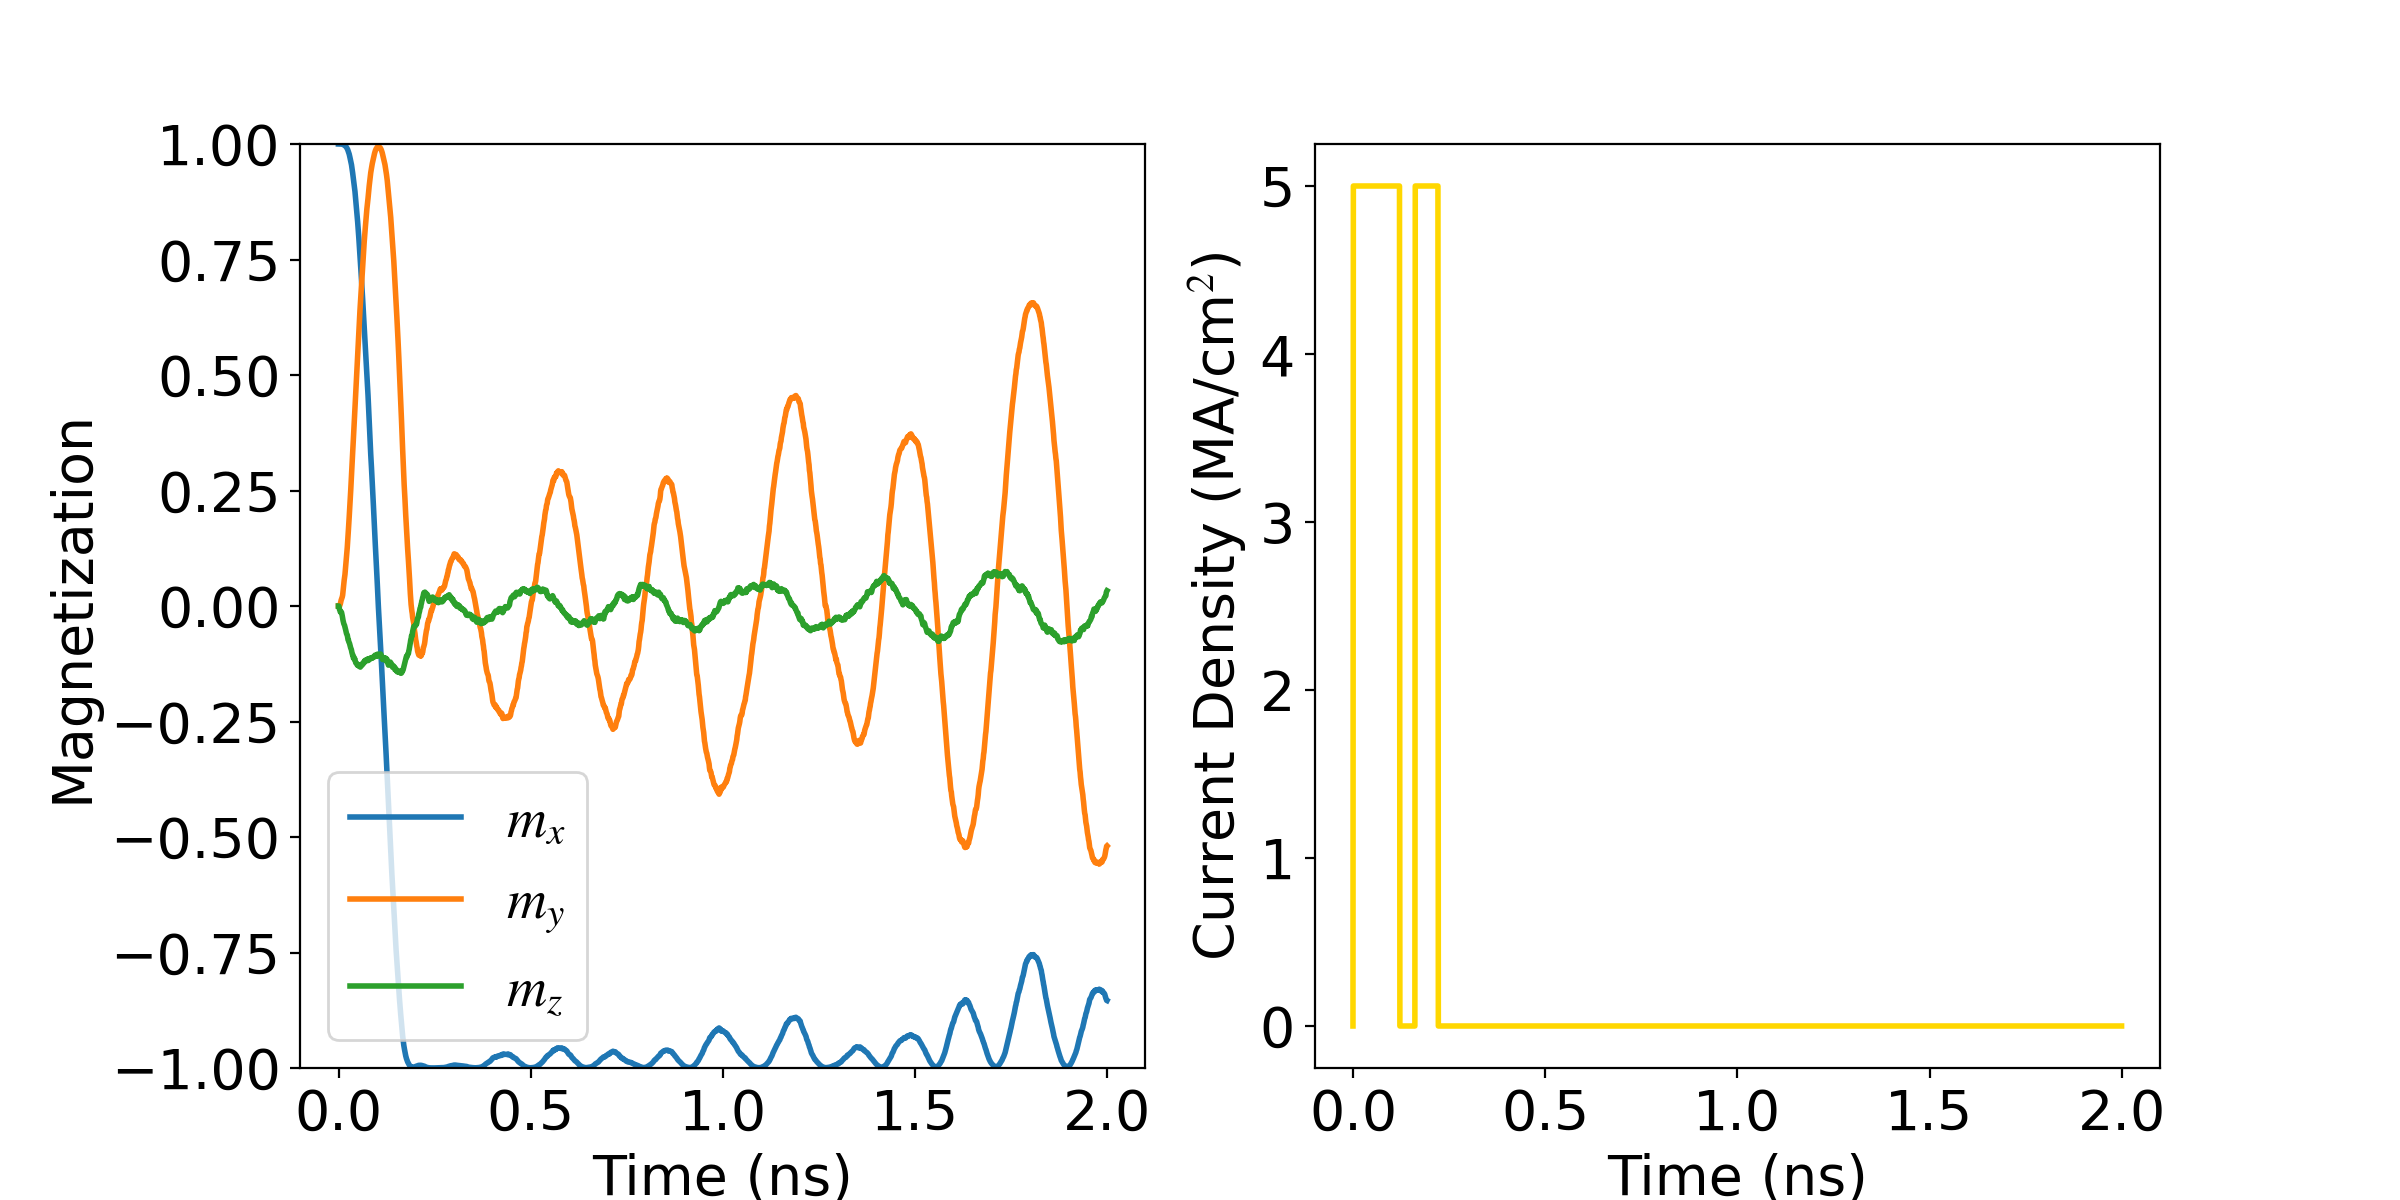 Magnetization
1.00
0.75
0.50
0.25
0.00
−0.25
−0.50
−0.75
−1.00
0.0 0.5 1.0 1.5 2.0
Time (ns)
m_x
m_y
m_z
Current Density (MA/cm²)
5
4
3
2
1
0
0.0 0.5 1.0 1.5 2.0
Time (ns)